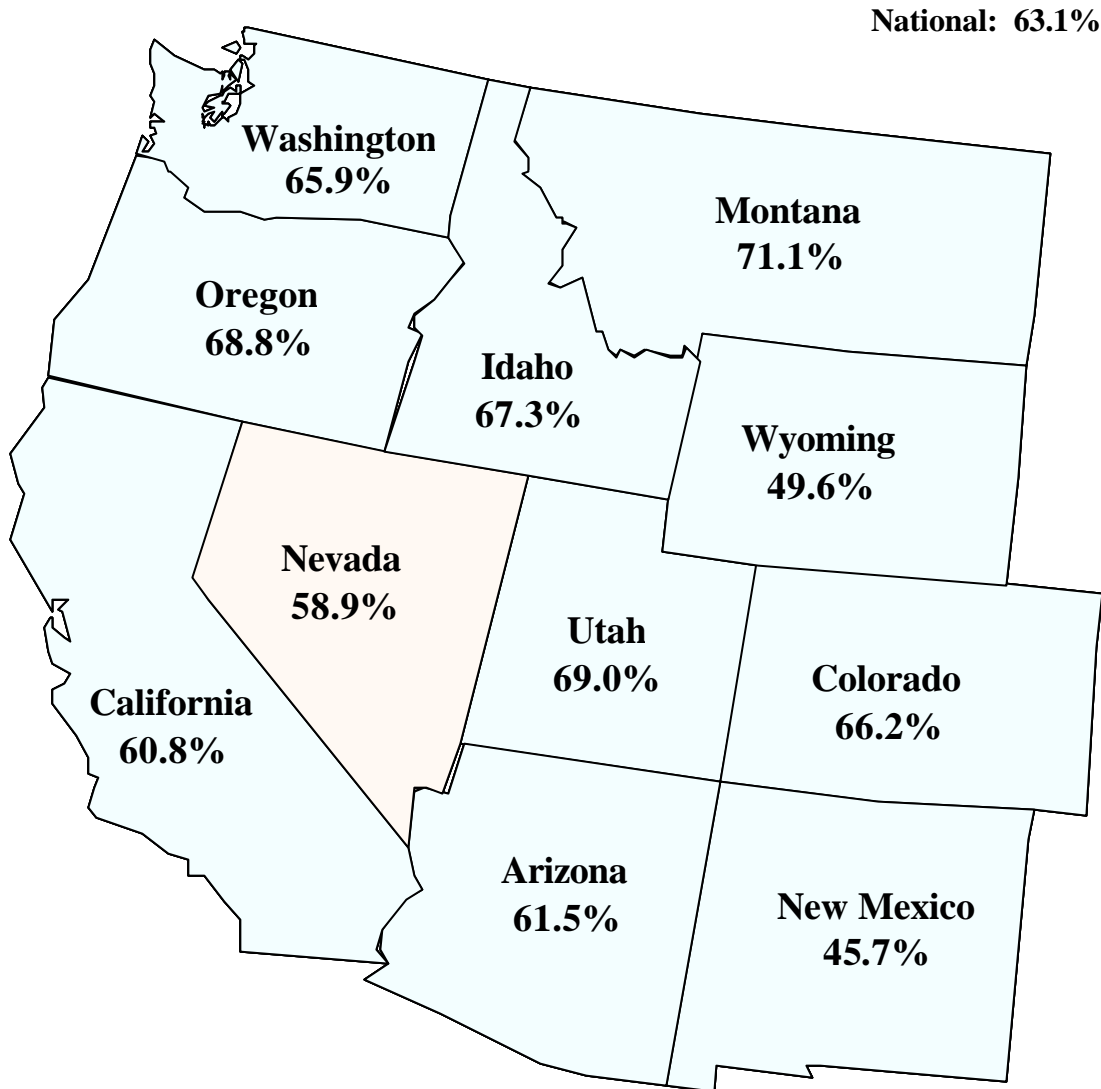 National:  63.1%
Washington
65.9%
Montana
71.1%
Oregon
68.8%
Idaho
67.3%
Wyoming
49.6%
Nevada
58.9%
Utah
69.0%
Colorado
66.2%
California
60.8%
Arizona
61.5%
New Mexico
45.7%